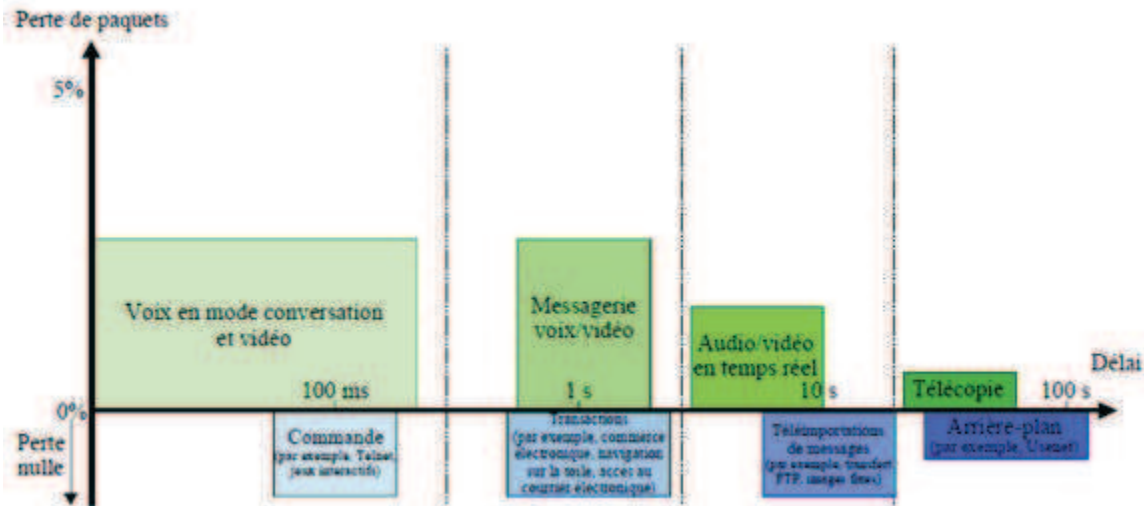 Perte de paquets
5%
Voix en mode conversation
et vidéo
Messagerie
voix/vidéo
Audio/vidéo
en temps réel
Télécopie
Délai
100 ms
1 s
10 s
100 s
0%
Perte
nulle
Commande
(par exemple, Telnet,
jeux interactifs)
Transactions
(par exemple, commerce
électronique, navigation
sur la toile, accès au
courrier électronique)
Téléimportations
de messages
(par exemple, transfert
FTP, images fixes)
Arrière-plan
(par exemple, Usenet)